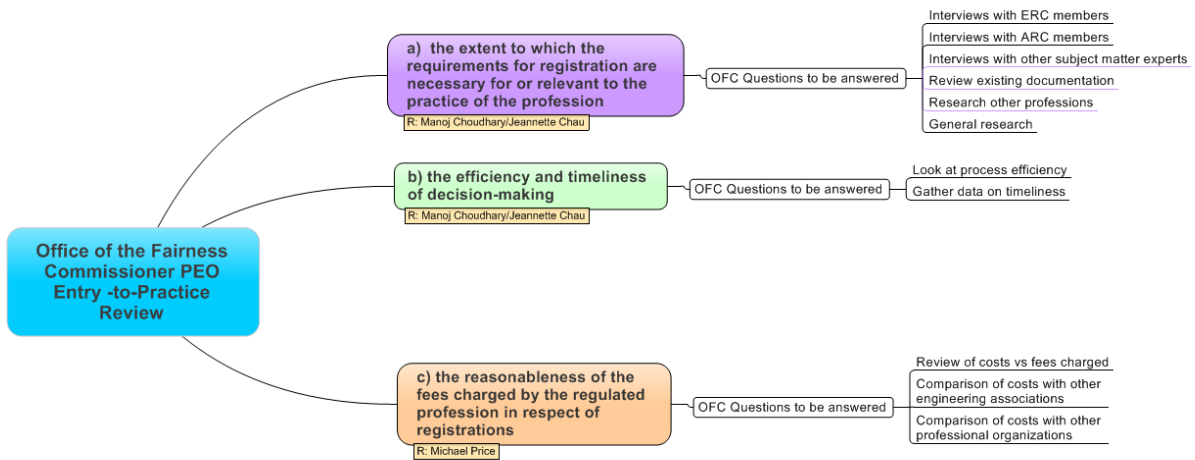 Office of the Fairness
Commissioner PEO
Entry -to-Practice
Review
a) the extent to which the
requirements for registration are
necessary for or relevant to the
practice of the profession
R: Manoj Choudhary/Jeannette Chau
OFC Questions to be answered
Interviews with ERC members
Interviews with ARC members
Interviews with other subject matter experts
Review existing documentation
Research other professions
General research
b) the efficiency and timeliness
of decision-making
R: Manoj Choudhary/Jeannette Chau
OFC Questions to be answered
Look at process efficiency
Gather data on timeliness
c) the reasonableness of the
fees charged by the regulated
profession in respect of
registrations
R: Michael Price
OFC Questions to be answered
Review of costs vs fees charged
Comparison of costs with other
engineering associations
Comparison of costs with other
professional organizations